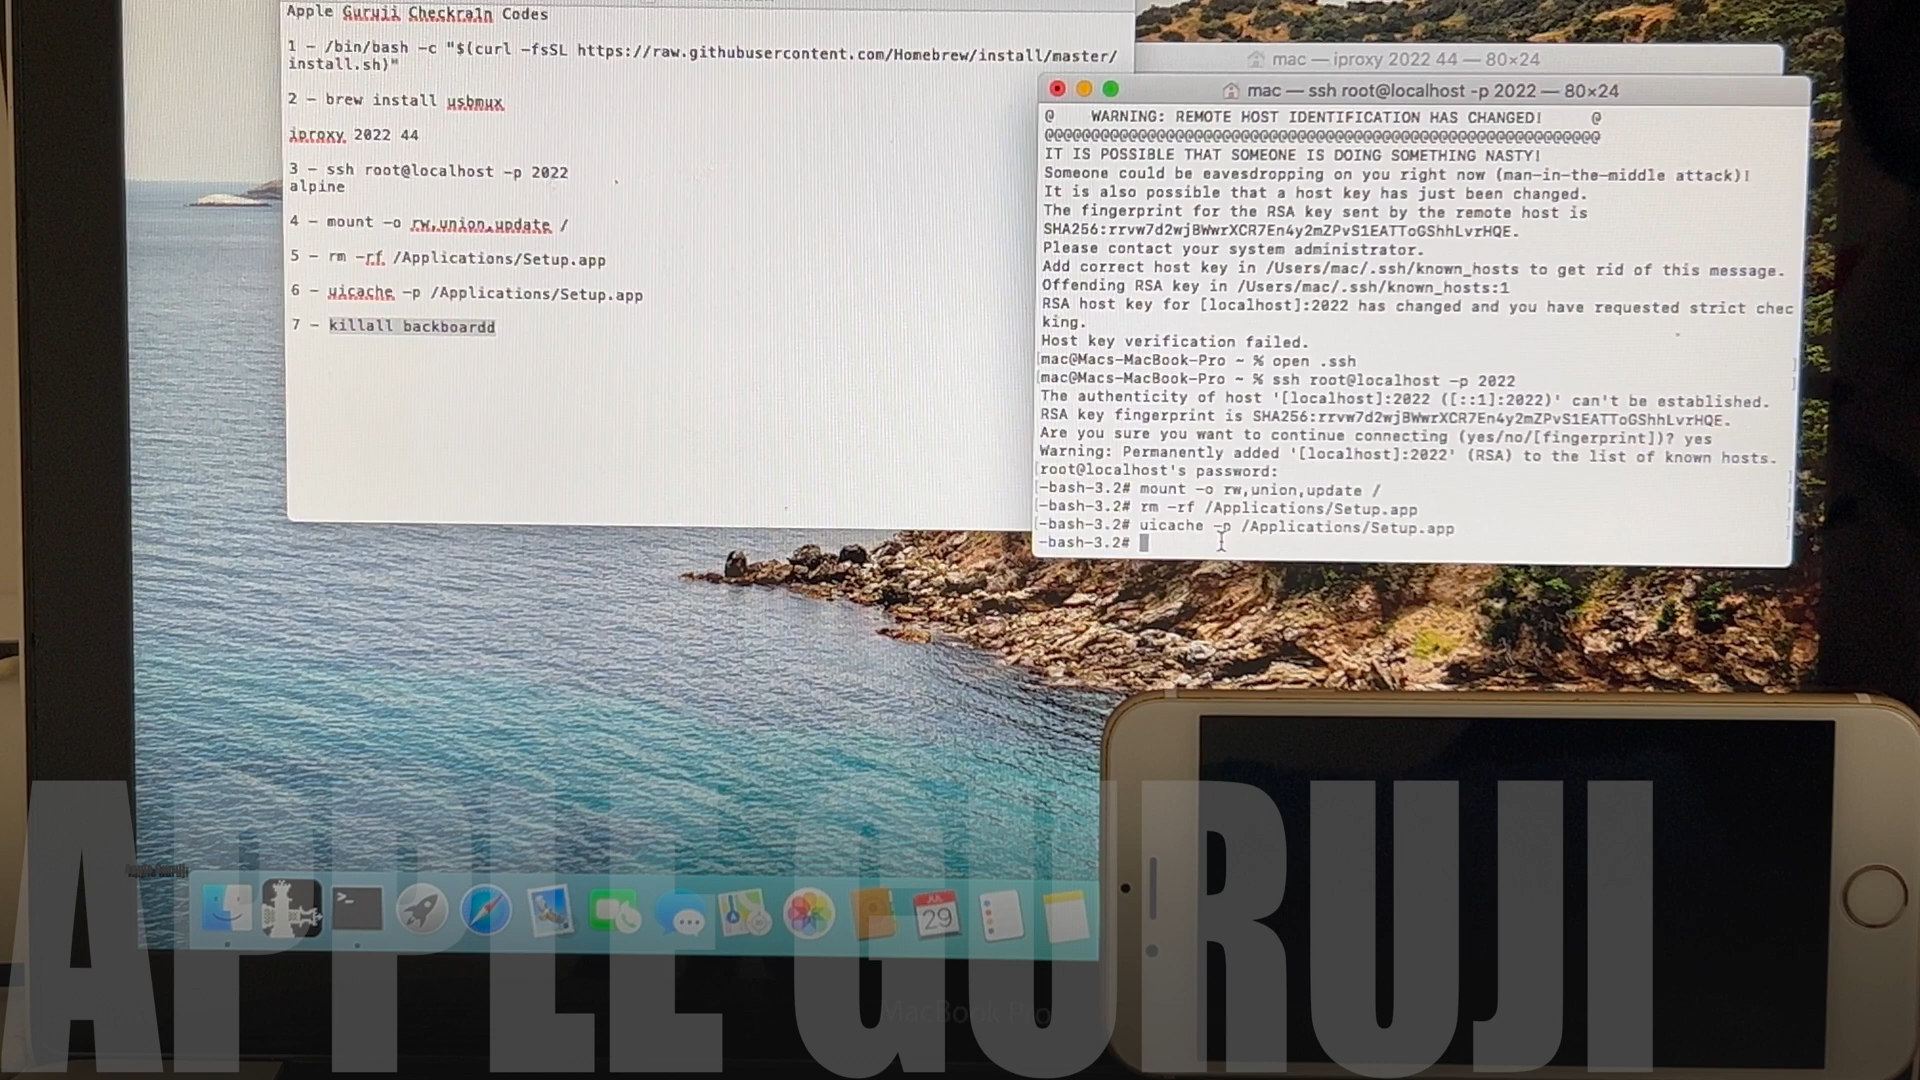 Apple Guruji Checkra1n Codes
1 - /bin/bash -c "$(curl -fsSL https://raw.githubusercontent.com/Homebrew/install/master/
install.sh)"
2 - brew install usbmux
iproxy 2022 44
3 - ssh root@localhost -p 2022
alpine
4 - mount -o rw,union,update /
5 - rm -rf /Applications/Setup.app
6 - uicache -p /Applications/Setup.app
7 - killall backboardd
mac — iproxy 2022 44 — 80×24
mac — ssh root@localhost -p 2022 — 80×24
@    WARNING: REMOTE HOST IDENTIFICATION HAS CHANGED!     @
@@@@@@@@@@@@@@@@@@@@@@@@@@@@@@@@@@@@@@@@@@@@@@@@@@@@@@@@@@@
IT IS POSSIBLE THAT SOMEONE IS DOING SOMETHING NASTY!
Someone could be eavesdropping on you right now (man-in-the-middle attack)!
It is also possible that a host key has just been changed.
The fingerprint for the RSA key sent by the remote host is
SHA256:rrvw7d2wjBWwrXCR7En4y2mZPvS1EATToGShhLvrHQE.
Please contact your system administrator.
Add correct host key in /Users/mac/.ssh/known_hosts to get rid of this message.
Offending RSA key in /Users/mac/.ssh/known_hosts:1
RSA host key for [localhost]:2022 has changed and you have requested strict chec
king.
Host key verification failed.
[mac@Macs-MacBook-Pro ~ % open .ssh
[mac@Macs-MacBook-Pro ~ % ssh root@localhost -p 2022
The authenticity of host '[localhost]:2022 ([::1]:2022)' can't be established.
RSA key fingerprint is SHA256:rrvw7d2wjBWwrXCR7En4y2mZPvS1EATToGShhLvrHQE.
Are you sure you want to continue connecting (yes/no/[fingerprint])? yes
Warning: Permanently added '[localhost]:2022' (RSA) to the list of known hosts.
[root@localhost's password:
[-bash-3.2# mount -o rw,union,update /
[-bash-3.2# rm -rf /Applications/Setup.app
[-bash-3.2# uicache -p /Applications/Setup.app
-bash-3.2#
JUL
29
MacBook Pro
APPLE GURUJI